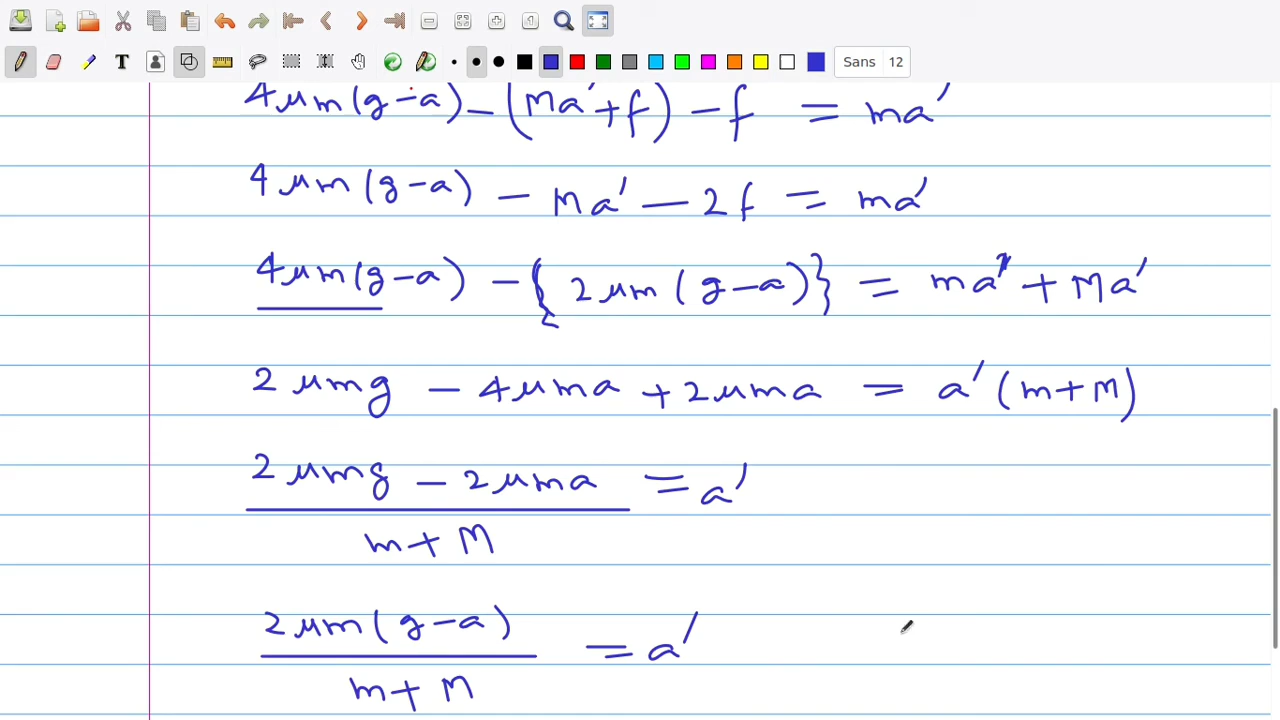 Sans 12
4μm(g-a) - (Ma'+f) - f = ma'
4μm(g-a) - Ma' - 2f = ma'
4μm(g-a) - {2μm(g-a)} = ma' + Ma'
2μmg - 4μma + 2μma = a'(m+M)
2μmg - 2μma = a'
m+M
2μm(g-a) = a'
m+M